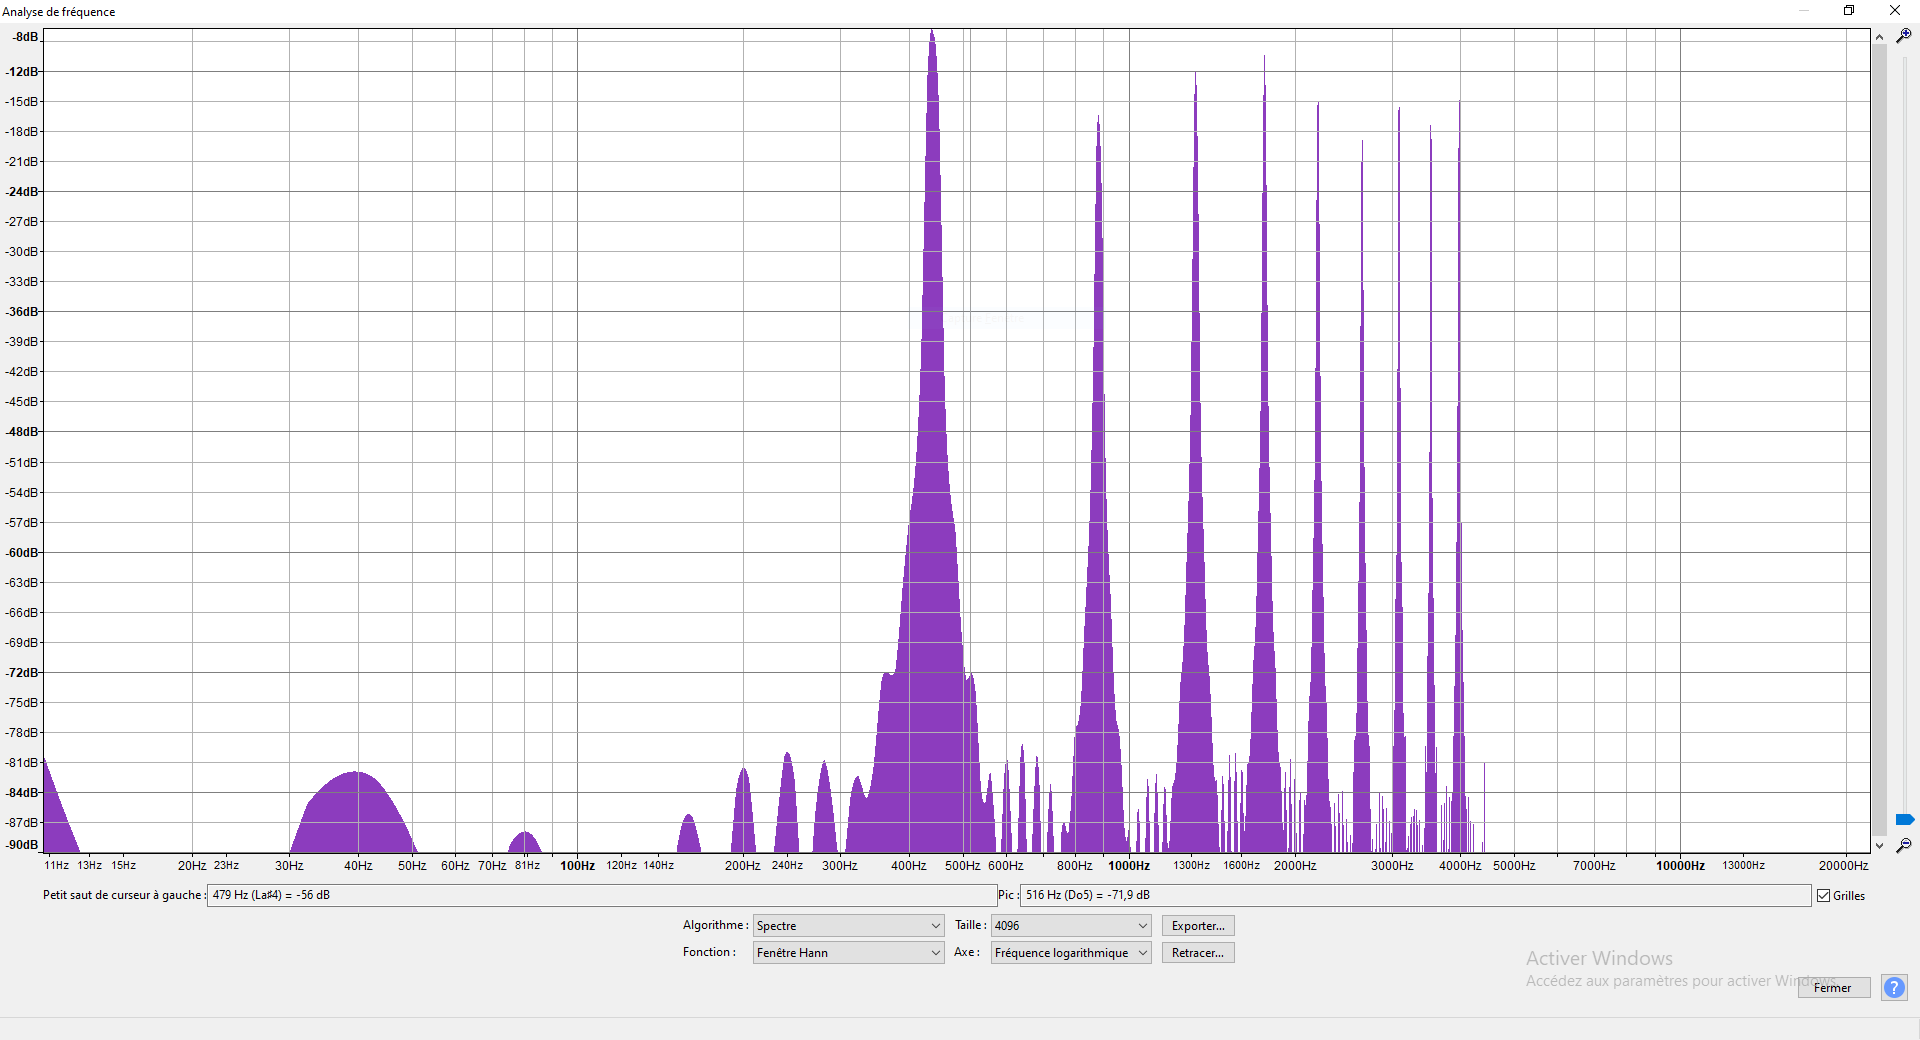 Analyse de fréquence
-8dB
-12dB
-15dB
-18dB
-21dB
-24dB
-27dB
-30dB
-33dB
-36dB
-39dB
-42dB
-45dB
-48dB
-51dB
-54dB
-57dB
-60dB
-63dB
-66dB
-69dB
-72dB
-75dB
-78dB
-81dB
-84dB
-87dB
-90dB
11Hz 13Hz 15Hz 20Hz 23Hz 30Hz 40Hz 50Hz 60Hz 70Hz 81Hz 100Hz 120Hz 140Hz 200Hz 240Hz 300Hz 400Hz 500Hz 600Hz 800Hz 1000Hz 1300Hz 1600Hz 2000Hz 3000Hz 4000Hz 5000Hz 7000Hz 10000Hz 13000Hz 20000Hz
Petit saut de curseur à gauche : 479 Hz (La♯4) = -56 dB Pic : 516 Hz (Do5) = -71,9 dB Grilles
Algorithme : Spectre Taille : 4096 Exporter...
Fonction : Fenêtre Hann Axe : Fréquence logarithmique Retracer...
Activer Windows
Accédez aux paramètres pour activer Windows.
Fermer ?